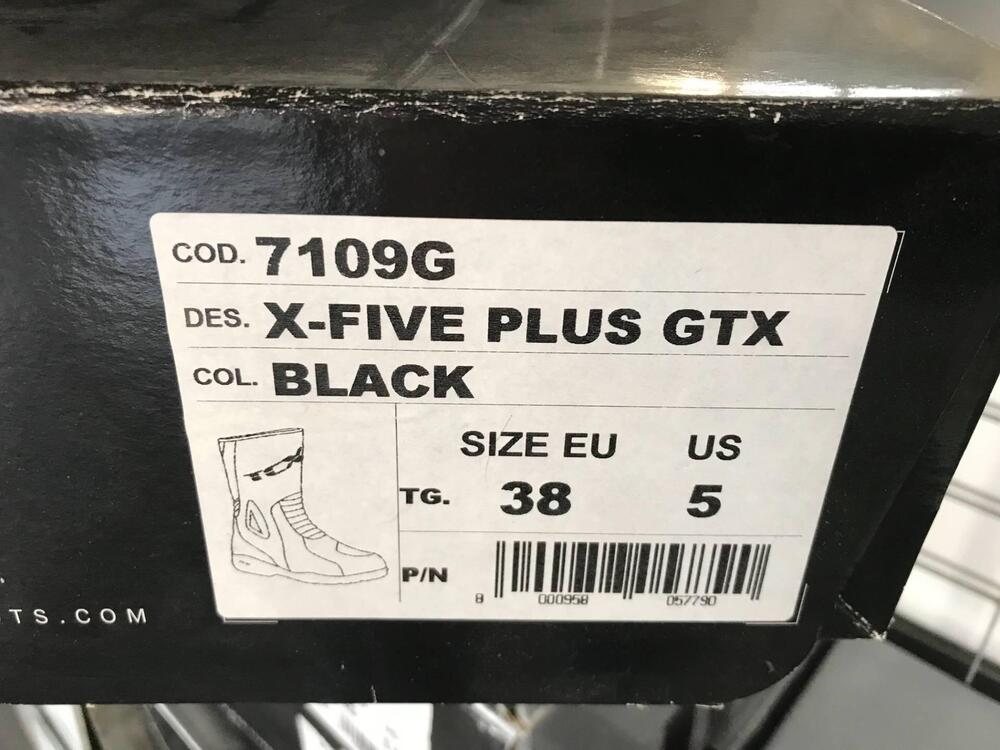 COD. 7109G
DES. X-FIVE PLUS GTX
COL. BLACK
SIZE EU US
TG. 38 5
P/N
8 000958 057790
TS.COM